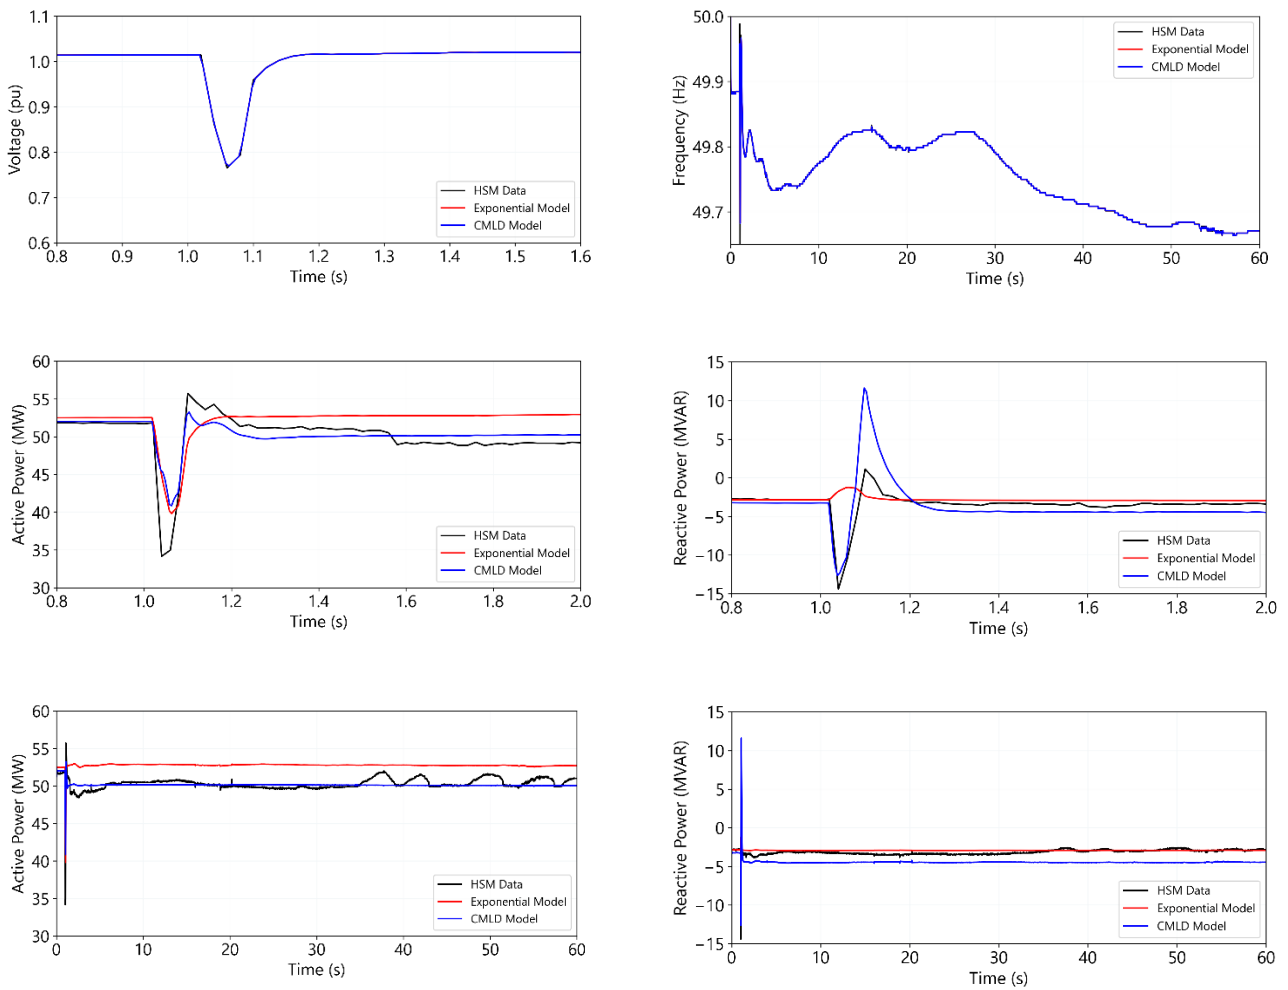 1.1
1.0
0.9
0.8
0.7
0.6
Voltage (pu)
HSM Data
Exponential Model
CMLD Model
0.8 0.9 1.0 1.1 1.2 1.3 1.4 1.5 1.6
Time (s)
50.0
49.9
49.8
49.7
Frequency (Hz)
HSM Data
Exponential Model
CMLD Model
0 10 20 30 40 50 60
Time (s)
60
55
50
45
40
35
30
Active Power (MW)
HSM Data
Exponential Model
CMLD Model
0.8 1.0 1.2 1.4 1.6 1.8 2.0
Time (s)
15
10
5
0
−5
−10
−15
Reactive Power (MVAR)
HSM Data
Exponential Model
CMLD Model
0.8 1.0 1.2 1.4 1.6 1.8 2.0
Time (s)
60
55
50
45
40
35
30
Active Power (MW)
HSM Data
Exponential Model
CMLD Model
0 10 20 30 40 50 60
Time (s)
15
10
5
0
−5
−10
−15
Reactive Power (MVAR)
HSM Data
Exponential Model
CMLD Model
0 10 20 30 40 50 60
Time (s)